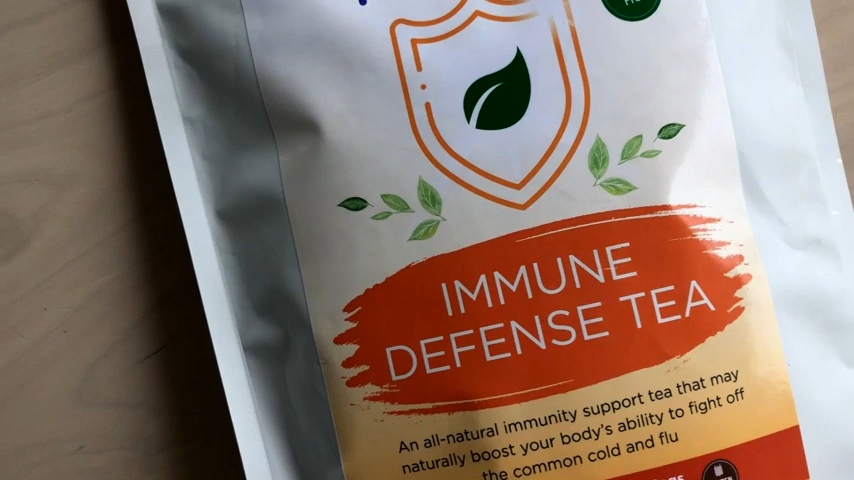 IMMUNE
DEFENSE TEA
An all-natural immunity support tea that may
naturally boost your body's ability to fight off
the common cold and flu